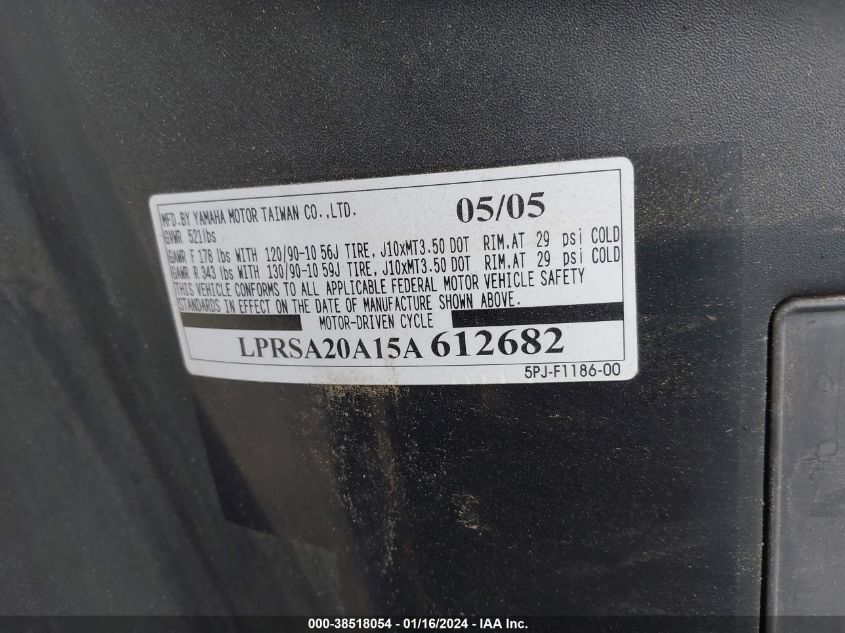 MFD.BY YAMAHA MOTOR TAIWAN CO.,LTD. 05/05
GVWR 521lbs
GAWR F 178 lbs WITH 120/90-10 56J TIRE, J10xMT3.50 DOT RIM.AT 29 psi COLD
GAWR R 343 lbs WITH 130/90-10 59J TIRE, J10xMT3.50 DOT RIM.AT 29 psi COLD
THIS VEHICLE CONFORMS TO ALL APPLICABLE FEDERAL MOTOR VEHICLE SAFETY
STANDARDS IN EFFECT ON THE DATE OF MANUFACTURE SHOWN ABOVE.
MOTOR-DRIVEN CYCLE
LPRSA20A15A 612682
5PJ-F1186-00
000-38518054 - 01/16/2024 - IAA Inc.